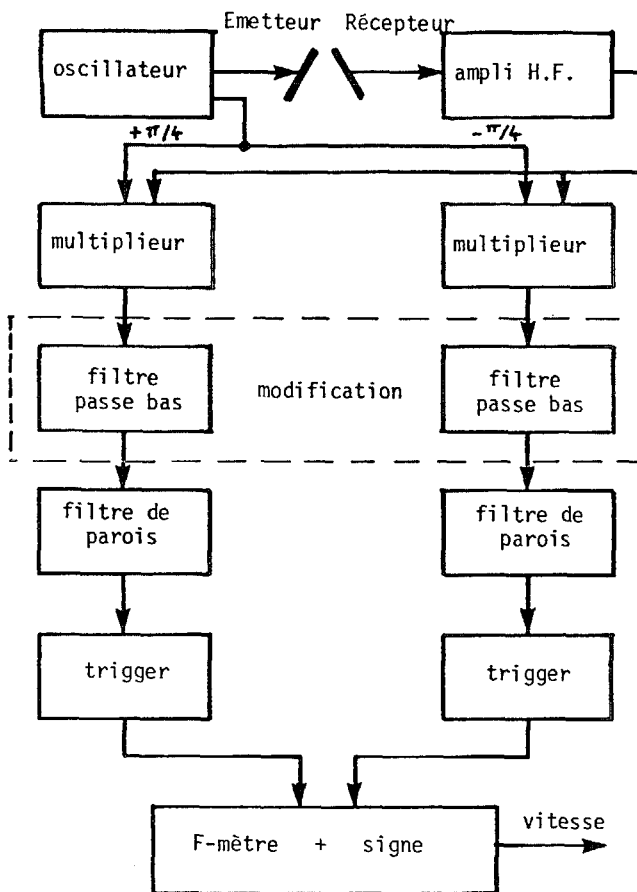 Emetteur Récepteur
oscillateur
ampli H.F.
+π/4
-π/4
multiplieur
multiplieur
filtre
passe bas
modification
filtre
passe bas
filtre de
parois
filtre de
parois
trigger
trigger
F-mètre + signe
vitesse